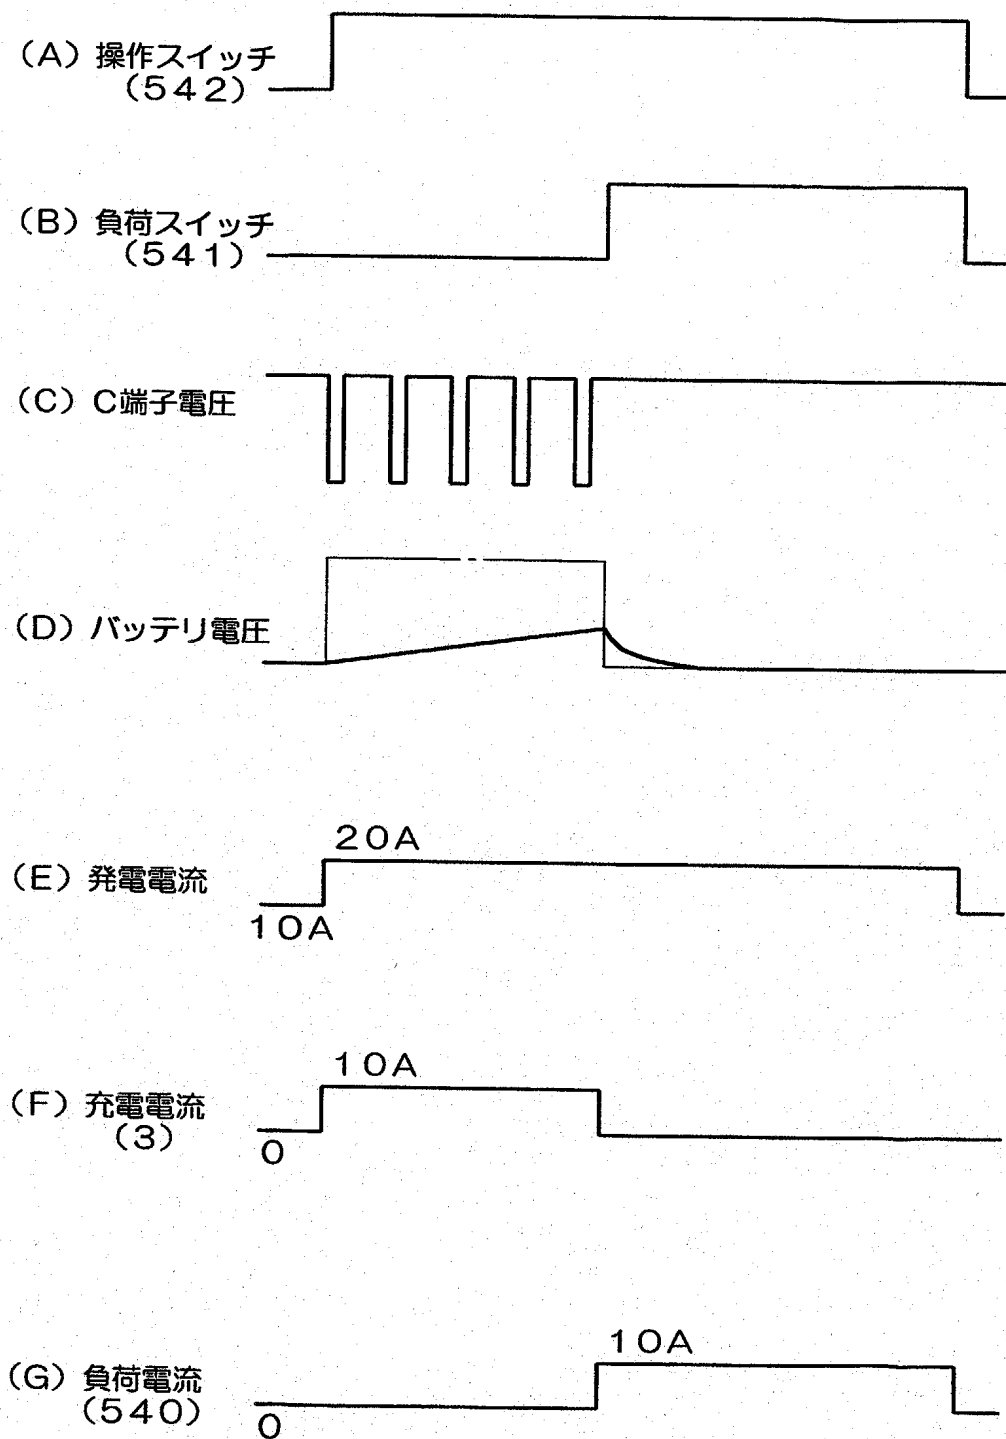 (A) 操作スイッチ
(542)
(B) 負荷スイッチ
(541)
(C) C端子電圧
(D) バッテリ電圧
20A
(E) 発電電流
10A
10A
(F) 充電電流
(3)
0
10A
(G) 負荷電流
(540)
0